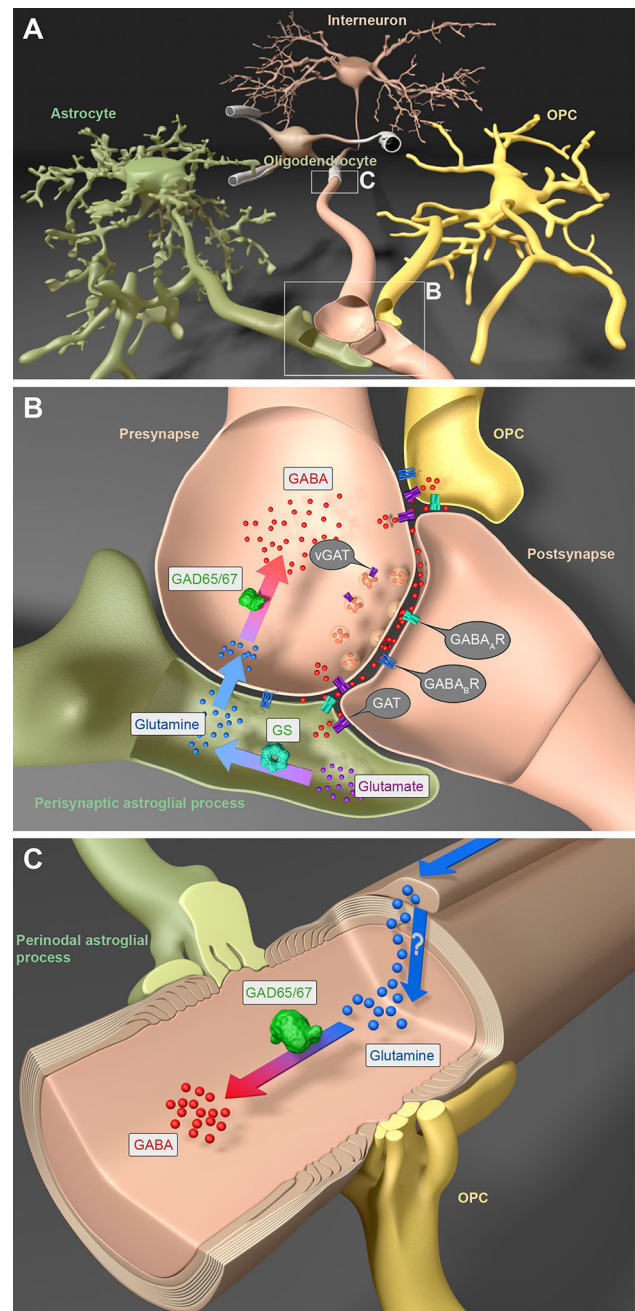 A
Interneuron
Astrocyte
OPC
Oligodendrocyte
C
B
B
OPC
Presynapse
GABA
Postsynapse
vGAT
GAD65/67
GABAAR
GABABR
GAT
Glutamine
GS
Glutamate
Perisynaptic astroglial process
C
Perinodal astroglial
process
?
GAD65/67
Glutamine
GABA
OPC